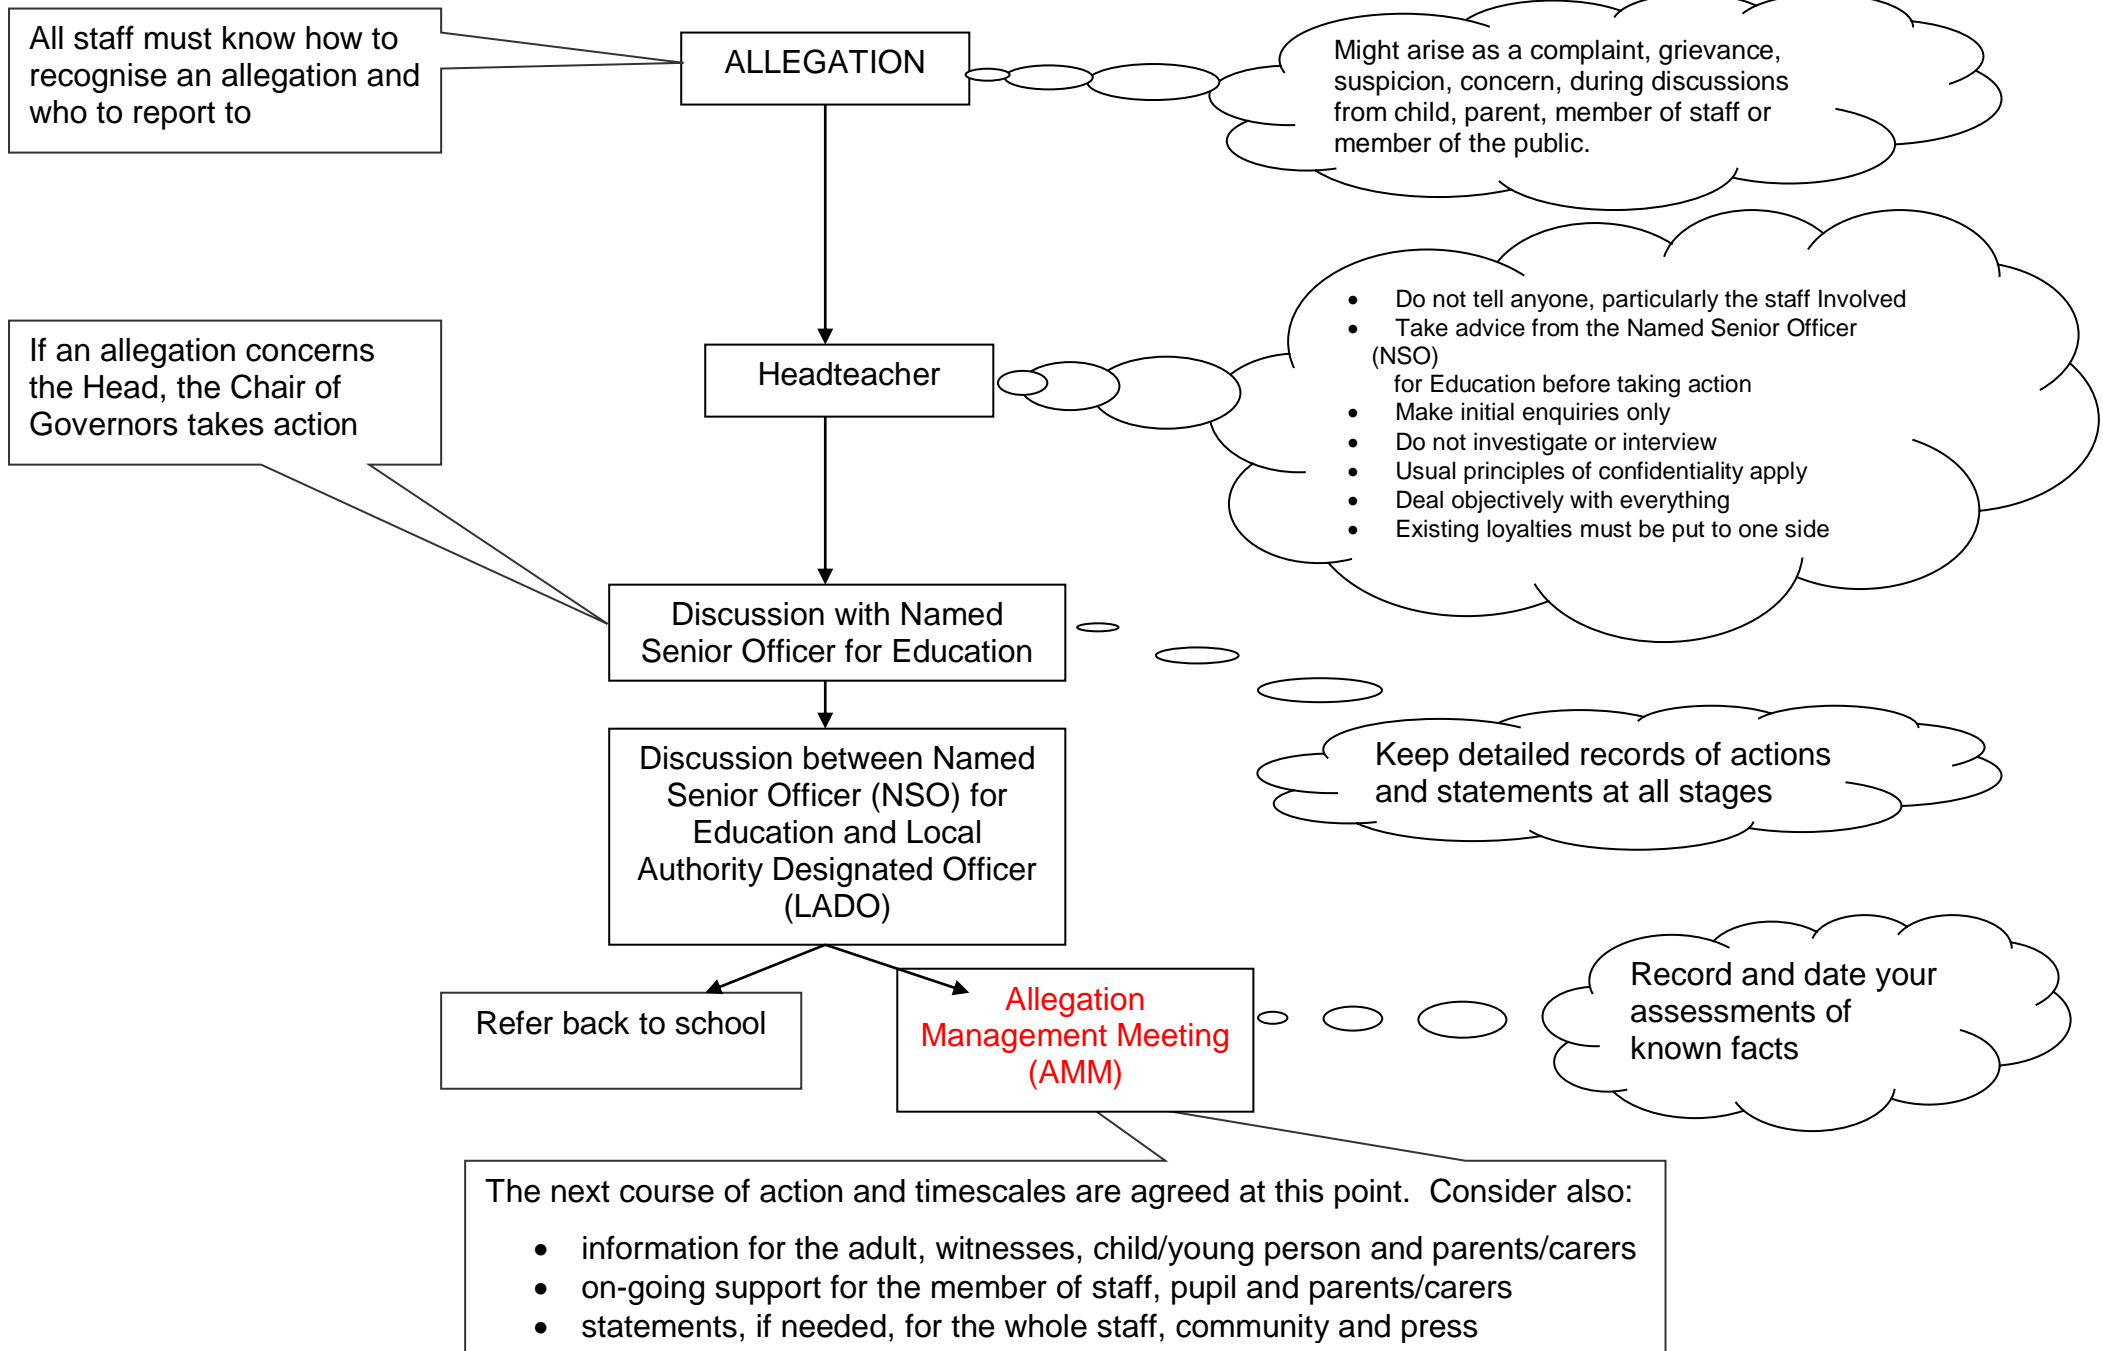 All staff must know how to
recognise an allegation and
who to report to
ALLEGATION
Might arise as a complaint, grievance,
suspicion, concern, during discussions
from child, parent, member of staff or
member of the public.
If an allegation concerns
the Head, the Chair of
Governors takes action
Headteacher
• Do not tell anyone, particularly the staff Involved
• Take advice from the Named Senior Officer
(NSO)
for Education before taking action
• Make initial enquiries only
• Do not investigate or interview
• Usual principles of confidentiality apply
• Deal objectively with everything
• Existing loyalties must be put to one side
Discussion with Named
Senior Officer for Education
Keep detailed records of actions
and statements at all stages
Discussion between Named
Senior Officer (NSO) for
Education and Local
Authority Designated Officer
(LADO)
Refer back to school
Allegation
Management Meeting
(AMM)
Record and date your
assessments of
known facts
The next course of action and timescales are agreed at this point.  Consider also:
• information for the adult, witnesses, child/young person and parents/carers
• on-going support for the member of staff, pupil and parents/carers
• statements, if needed, for the whole staff, community and press